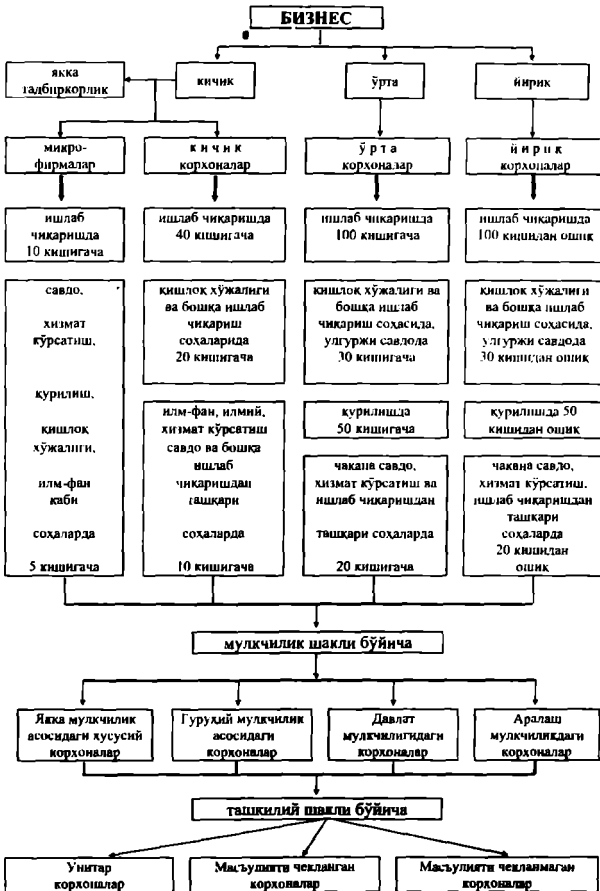 БИЗНЕС
якка
тадбиркорлик
кичик
ўрта
йирик
микро-
фирмалар
кичик
корхоналар
ўрта
корхоналар
йирик
корхоналар
ишлаб
чиқаришда
10 кишигача
ишлаб чиқаришда
40 кишигача
ишлаб чиқаришда
100 кишигача
ишлаб чиқаришда
100 кишидан ошик
савдо,
хизмат
кўрсатиш,
қурилиш,
қишлоқ
хўжалиги,
илм-фан
каби
соҳаларда
5 кишигача
қишлоқ хўжалиги
ва бошқа ишлаб
чиқариш
соҳаларида
20 кишигача
илм-фан, илмий,
хизмат кўрсатиш
савдо ва бошқа
ишлаб
чиқаришдан
ташқари
соҳаларда
10 кишигача
қишлоқ хўжалиги ва
бошқа ишлаб
чиқариш соҳасида,
улгуржи савдода
30 кишигача
қурилишда
50 кишигача
чакана савдо,
хизмат кўрсатиш ва
ишлаб чиқаришдан
ташқари соҳаларда
20 кишигача
қишлоқ хўжалиги
ва бошқа ишлаб
чиқариш соҳасида,
улгуржи савдода
30 кишидан ошик
қурилишда 50
кишидан ошик
чакана савдо,
хизмат кўрсатиш,
ишлаб чиқаришдан
ташқари
соҳаларда
20 кишидан
ошик
мулкчилик шакли бўйича
Якка мулкчилик
асосидаги хусусий
корхоналар
Гуруҳий мулкчилик
асосидаги
корхоналар
Давлат
мулкчилигидаги
корхоналар
Аралаш
мулкчиликдаги
корхоналар
ташкилий шакли бўйича
Унитар
корхоналар
Масъулияти чекланган
корхоналар
Масъулияти чекланмаган
корхоналар